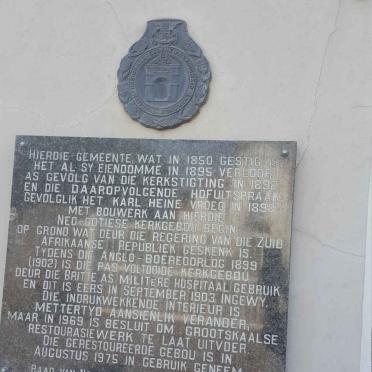 HIERDIE GEMEENTE, WAT IN 1850 GESTIG IS,
HET AL SY EIENDOMME IN 1895 VERLOOR
AS GEVOLG VAN DIE KERKSTIGTING IN 1892
EN DIE DAAROPVOLGENDE HOFUITSPRAAK.
GEVOLGLIK HET KARL HEINE VROEG IN 1898
MET BOUWERK AAN HIERDIE
NEO-GOTIESE KERKGEBOU BEGIN
OP GROND WAT DEUR DIE REGERING VAN DIE ZUID
AFRIKAANSE REPUBLIEK GESKENK IS.
TYDENS DIE ANGLO-BOEREOORLOG 1899
(1902) IS DIE PAS VOLTOOIDE KERKGEBOU
DEUR DIE BRITTE AS MILITÊRE HOSPITAAL GEBRUIK
EN DIT IS EERS IN SEPTEMBER 1903 INGEWY.
DIE INDRUKWEKKENDE INTERIEUR IS
METTERTYD AANSIENLIK VERANDER,
MAAR IN 1969 IS BESLUIT OM GROOTSKAALSE
RESTOURASIEWERK TE LAAT UITVOER.
DIE GERESTOUREERDE GEBOU IS IN
AUGUSTUS 1975 IN GEBRUIK GENEEM.
RAAD VAN